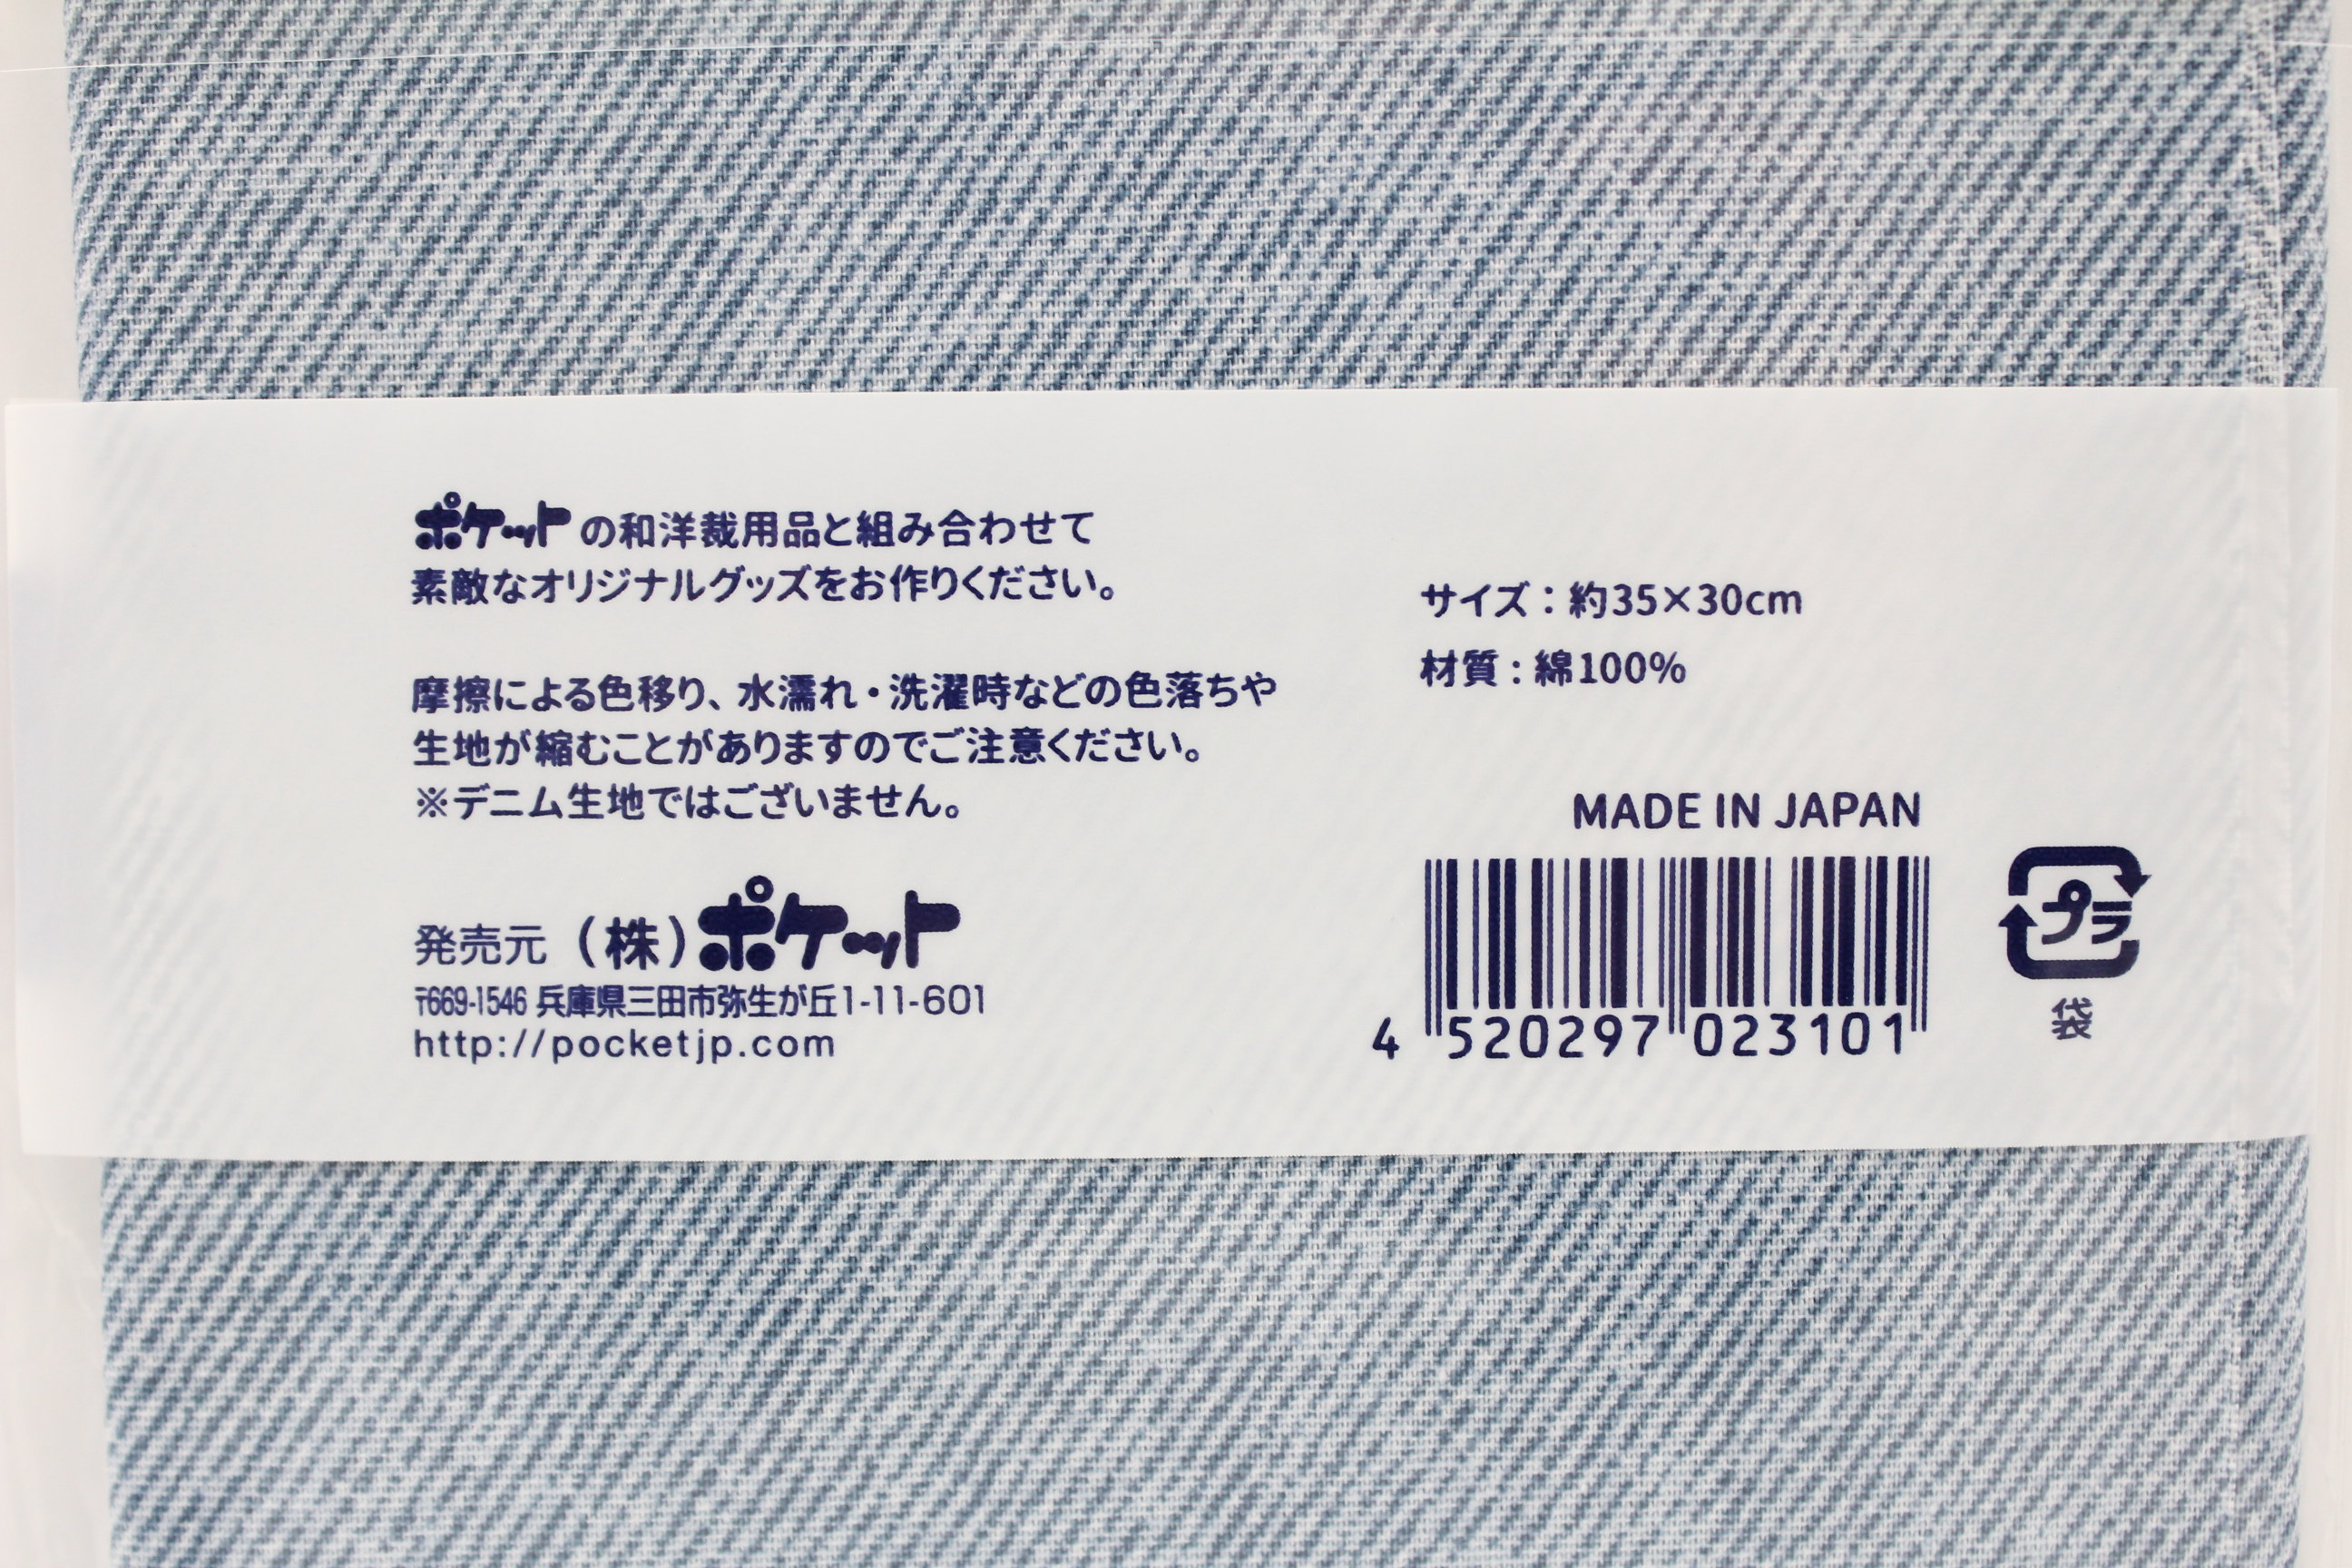 ポケットの和洋裁用品と組み合わせて
素敵なオリジナルグッズをお作りください。
摩擦による色移り、水濡れ・洗濯時などの色落ちや
生地が縮むことがありますのでご注意ください。
※デニム生地ではございません。
発売元（株）ポケット
〒669-1546 兵庫県三田市弥生が丘1-11-601
http://pocketjp.com
サイズ：約35×30cm
材質：綿100%
MADE IN JAPAN
4 520297 023101
プラ
袋